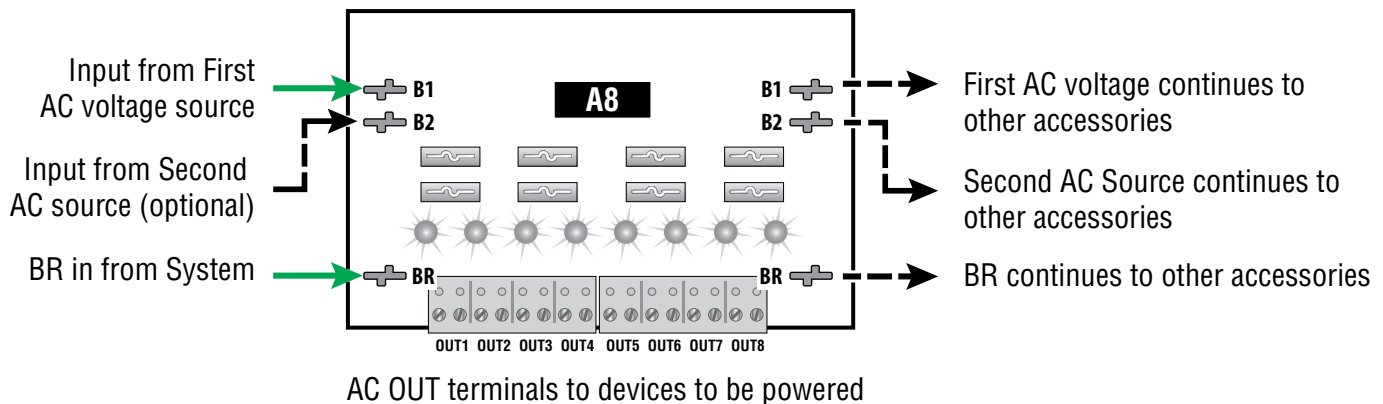 Input from First
AC voltage source
Input from Second
AC source (optional)
BR in from System
B1
B2
BR
A8
B1
B2
BR
OUT1 OUT2 OUT3 OUT4 OUT5 OUT6 OUT7 OUT8
First AC voltage continues to
other accessories
Second AC Source continues to
other accessories
BR continues to other accessories
AC OUT terminals to devices to be powered